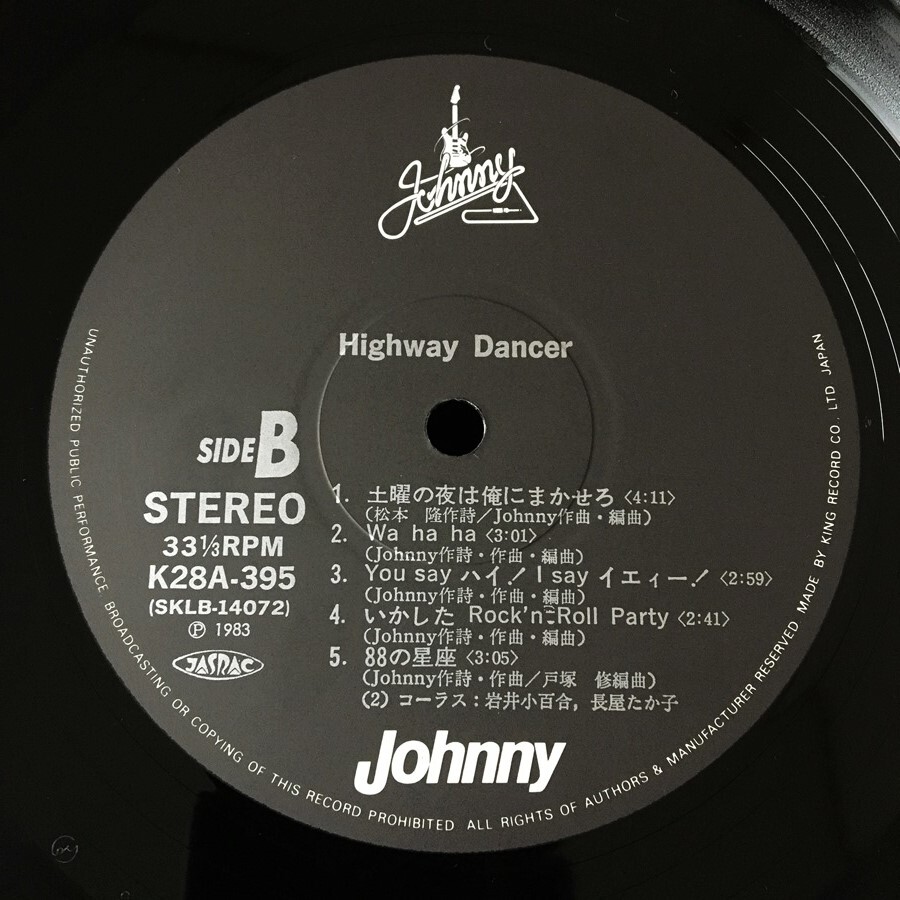 Johnny
Highway Dancer
SIDE B
STEREO
33⅓RPM
K28A-395
(SKLB-14072)
Ⓟ 1983
JASRAC
1. 土曜の夜は俺にまかせろ〈4:11〉
(松本 隆作詩/Johnny作曲・編曲)
2. Wa ha ha〈3:01〉
(Johnny作詩・作曲・編曲)
3. You say ハイ! I say イエィー!〈2:59〉
(Johnny作詩・作曲・編曲)
4. いかした Rock'n Roll Party〈2:41〉
(Johnny作詩・作曲・編曲)
5. 88の星座〈3:05〉
(Johnny作詩・作曲/戸塚 修編曲)
(2) コーラス:岩井小百合, 長屋たか子
Johnny
UNAUTHORIZED PUBLIC PERFORMANCE BROADCASTING OR COPYING OF THIS RECORD PROHIBITED ALL RIGHTS OF AUTHORS & MANUFACTURER RESERVED MADE BY KING RECORD CO. LTD JAPAN